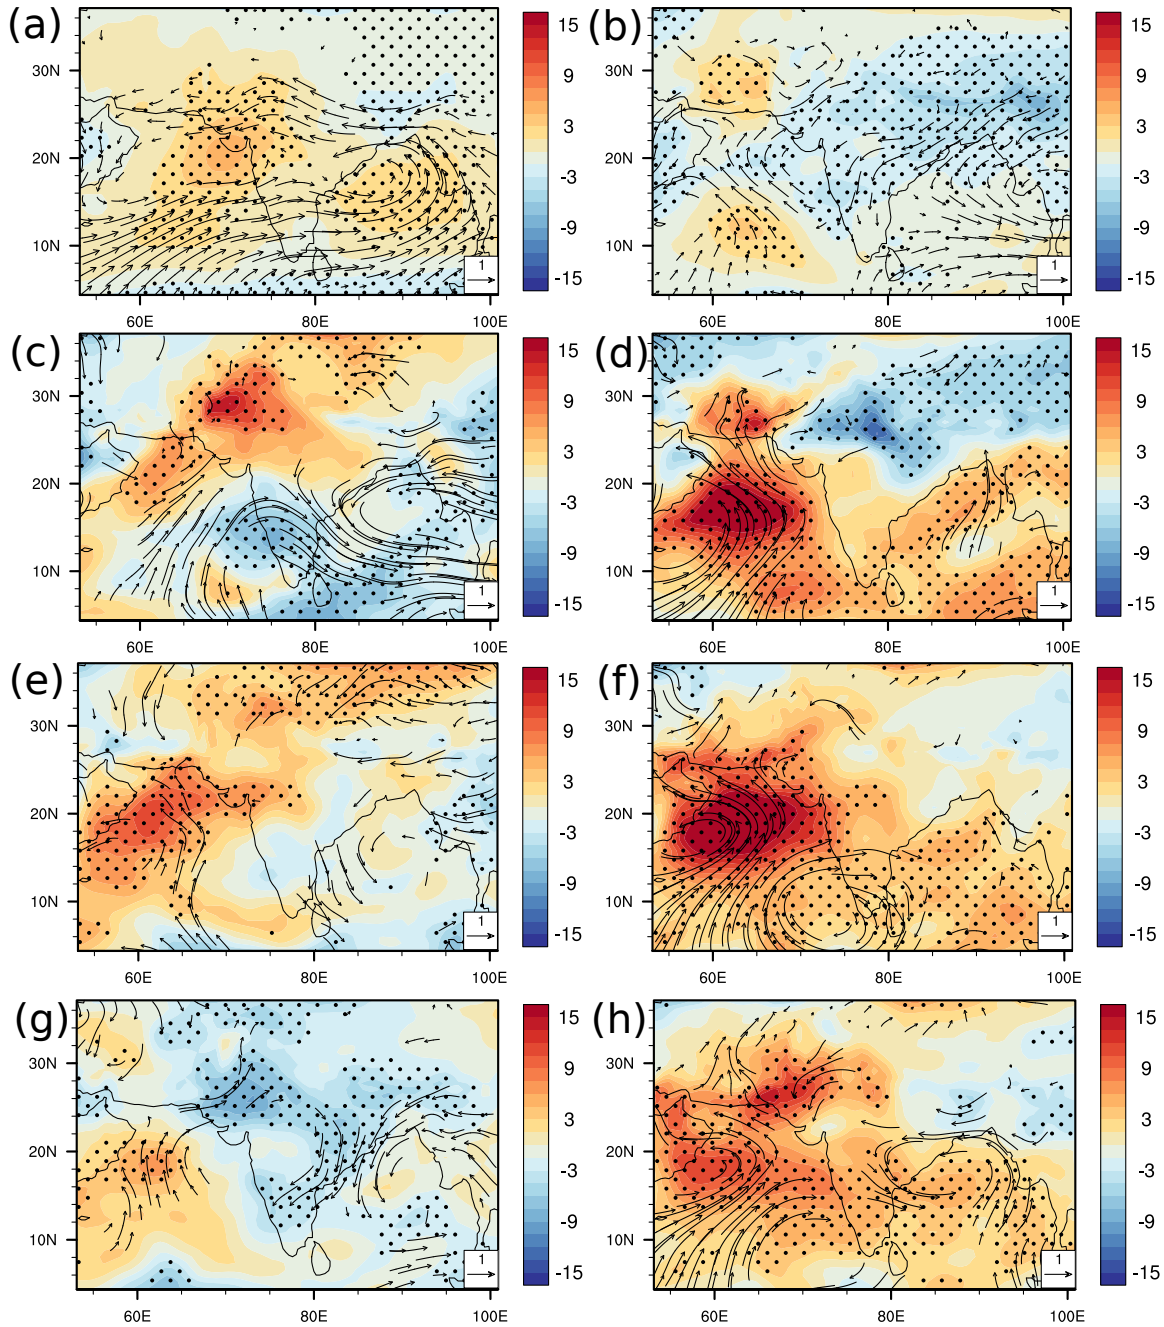 (a) 15 (b) 15
30N 9 30N 9
20N 3 20N 3
-3 -3
10N -9 10N -9
1 -15 1 -15
60E 80E 100E 60E 80E 100E
(c) 15 (d) 15
30N 9 30N 9
20N 3 20N 3
-3 -3
10N -9 10N -9
1 -15 1 -15
60E 80E 100E 60E 80E 100E
(e) 15 (f) 15
30N 9 30N 9
20N 3 20N 3
-3 -3
10N -9 10N -9
1 -15 1 -15
60E 80E 100E 60E 80E 100E
(g) 15 (h) 15
30N 9 30N 9
20N 3 20N 3
-3 -3
10N -9 10N -9
1 -15 1 -15
60E 80E 100E 60E 80E 100E